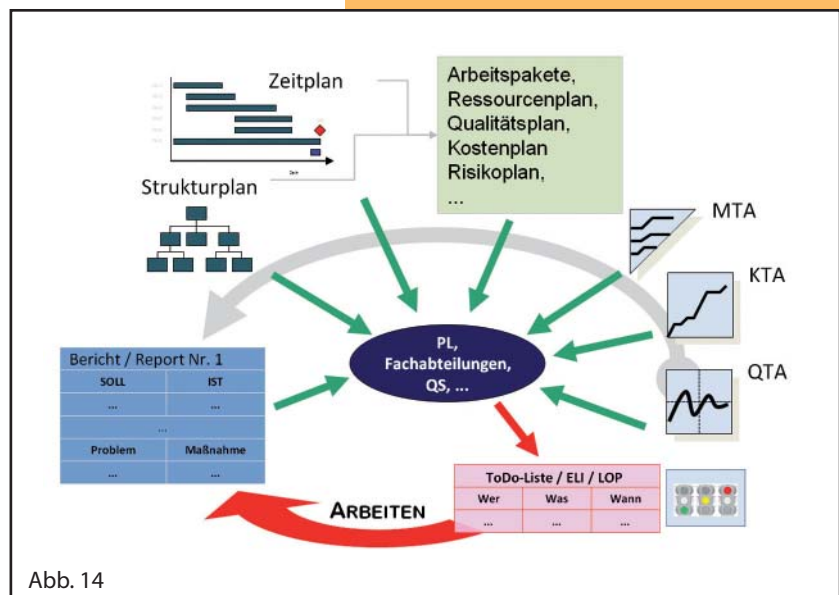 Zeitplan
Strukturplan
Arbeitspakete,
Ressourcenplan,
Qualitätsplan,
Kostenplan
Risikoplan,
...
MTA
KTA
QTA
PL,
Fachabteilungen,
QS, ...
Bericht / Report Nr. 1
SOLL IST
... ...
...
Problem Maßnahme
... ...
ToDo-Liste / ELI / LOP
Wer Was Wann
... ... ...
ARBEITEN
Abb. 14